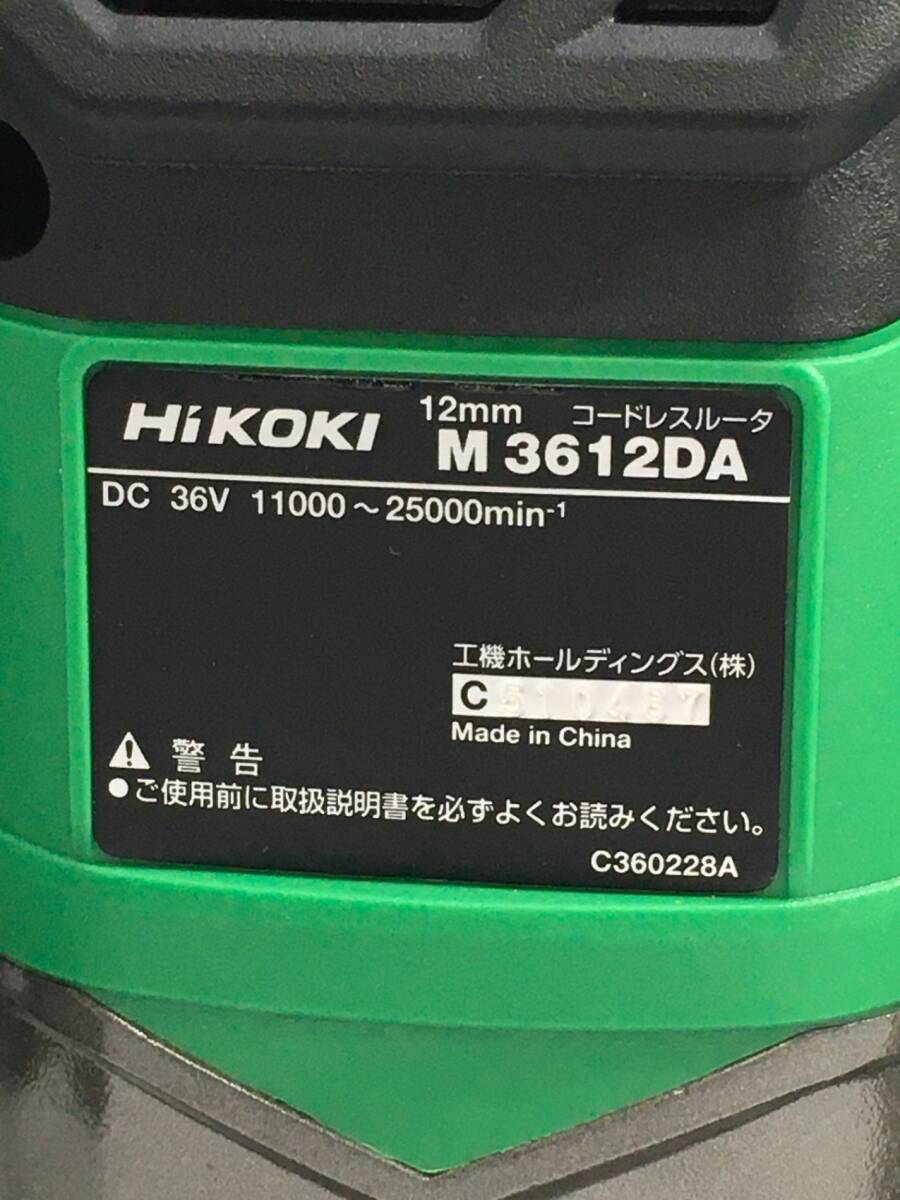 HiKOKI
12mm コードレスルータ
M 3612DA
DC 36V 11000～25000min-1
工機ホールディングス(株)
C 510437
Made in China
⚠ 警告
●ご使用前に取扱説明書を必ずよくお読みください。
C360228A